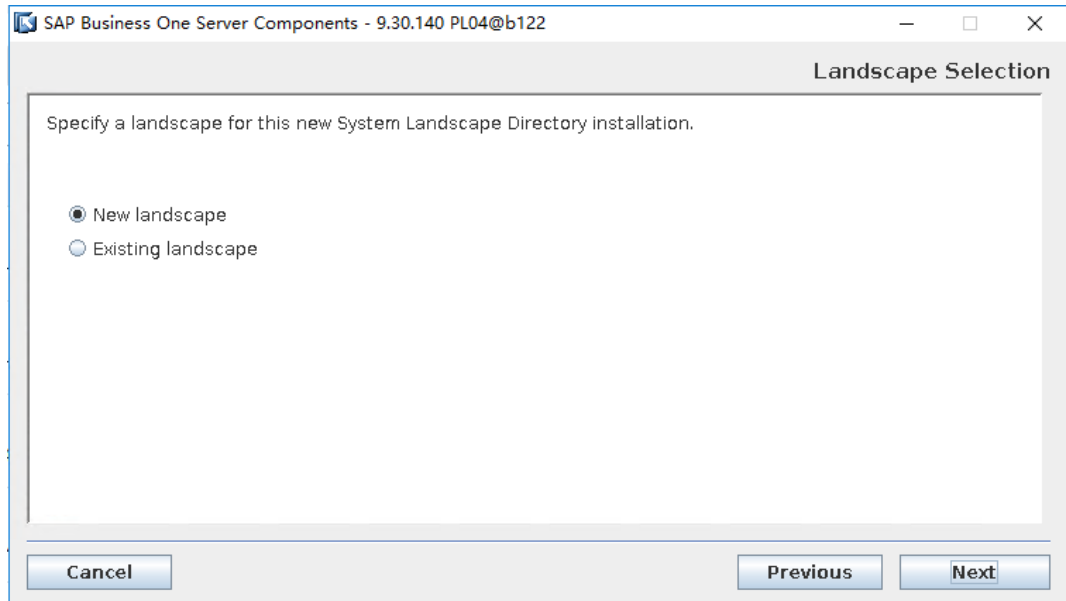 SAP Business One Server Components - 9.30.140 PL04@b122
Landscape Selection
Specify a landscape for this new System Landscape Directory installation.
New landscape
Existing landscape
Cancel Previous Next